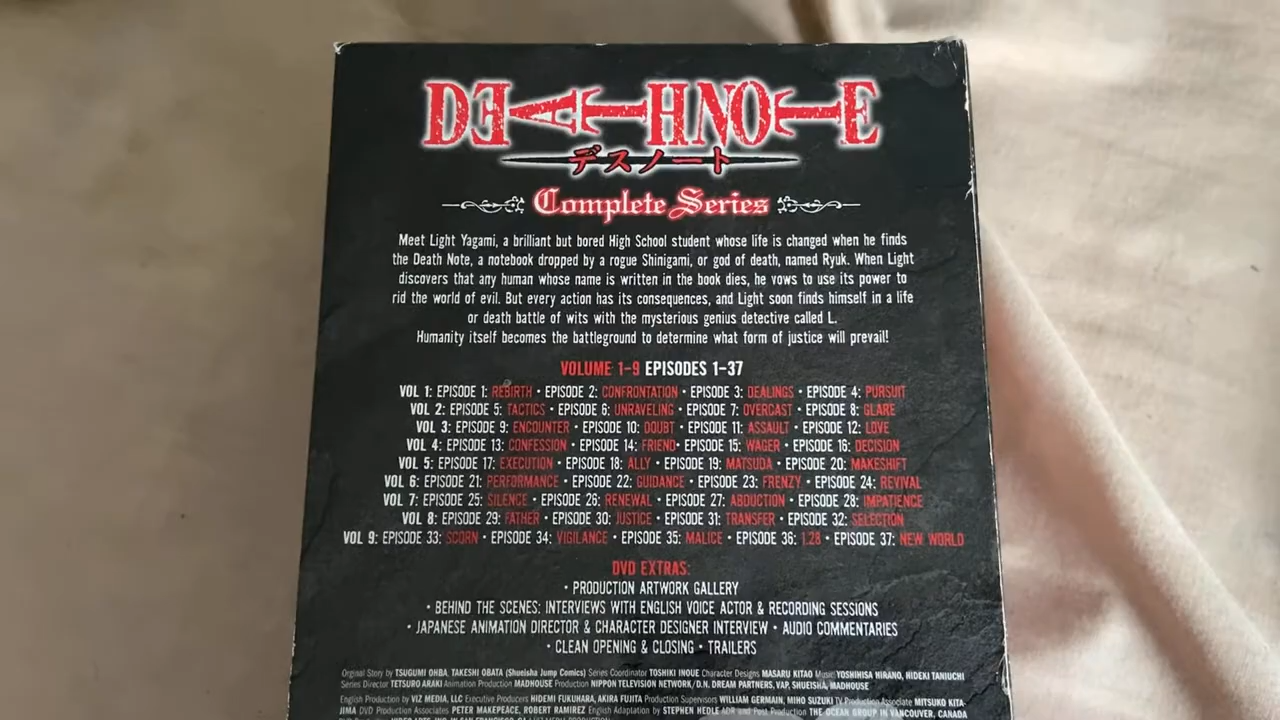 DEATHNOTE
デスノート
Complete Series
Meet Light Yagami, a brilliant but bored High School student whose life is changed when he finds
the Death Note, a notebook dropped by a rogue Shinigami, or god of death, named Ryuk. When Light
discovers that any human whose name is written in the book dies, he vows to use its power to
rid the world of evil. But every action has its consequences, and Light soon finds himself in a life
or death battle of wits with the mysterious genius detective called L.
Humanity itself becomes the battleground to determine what form of justice will prevail!
VOLUME 1-9 EPISODES 1-37
VOL 1: EPISODE 1: REBIRTH • EPISODE 2: CONFRONTATION • EPISODE 3: DEALINGS • EPISODE 4: PURSUIT
VOL 2: EPISODE 5: TACTICS • EPISODE 6: UNRAVELING • EPISODE 7: OVERCAST • EPISODE 8: GLARE
VOL 3: EPISODE 9: ENCOUNTER • EPISODE 10: DOUBT • EPISODE 11: ASSAULT • EPISODE 12: LOVE
VOL 4: EPISODE 13: CONFESSION • EPISODE 14: FRIEND• EPISODE 15: WAGER • EPISODE 16: DECISION
VOL 5: EPISODE 17: EXECUTION • EPISODE 18: ALLY • EPISODE 19: MATSUDA • EPISODE 20: MAKESHIFT
VOL 6: EPISODE 21: PERFORMANCE • EPISODE 22: GUIDANCE • EPISODE 23: FRENZY • EPISODE 24: REVIVAL
VOL 7: EPISODE 25: SILENCE • EPISODE 26: RENEWAL • EPISODE 27: ABDUCTION • EPISODE 28: IMPATIENCE
VOL 8: EPISODE 29: FATHER • EPISODE 30: JUSTICE • EPISODE 31: TRANSFER • EPISODE 32: SELECTION
VOL 9: EPISODE 33: SCORN • EPISODE 34: VIGILANCE • EPISODE 35: MALICE • EPISODE 36: 1.28 • EPISODE 37: NEW WORLD
DVD EXTRAS:
• PRODUCTION ARTWORK GALLERY
• BEHIND THE SCENES: INTERVIEWS WITH ENGLISH VOICE ACTOR & RECORDING SESSIONS
• JAPANESE ANIMATION DIRECTOR & CHARACTER DESIGNER INTERVIEW • AUDIO COMMENTARIES
• CLEAN OPENING & CLOSING • TRAILERS
Orginal Story by TSUGUMI OHBA, TAKESHI OBATA (Shueisha Jump Comics) Series Coordinator TOSHIKI INOUE Character Designs MASARU KITAO Music YOSHIHISA HIRANO, HIDEKI TANIUCHI
Series Director TETSURO ARAKI Animation Production MADHOUSE Production NIPPON TELEVISION NETWORK/D.N. DREAM PARTNERS, VAP, SHUEISHA, MADHOUSE
English Production by VIZ MEDIA, LLC Executive Producers HIDEMI FUKUHARA, AKIRA FUJITA Production Supervisors WILLIAM GERMAIN, MIHO SUZUKI TV Production Associate MITSUKO KITA-
JIMA DVD Production Associates PETER MAKEPEACE, ROBERT RAMIREZ English Adaptation by STEPHEN HEDLE ADR and Post Production THE OCEAN GROUP IN VANCOUVER, CANADA